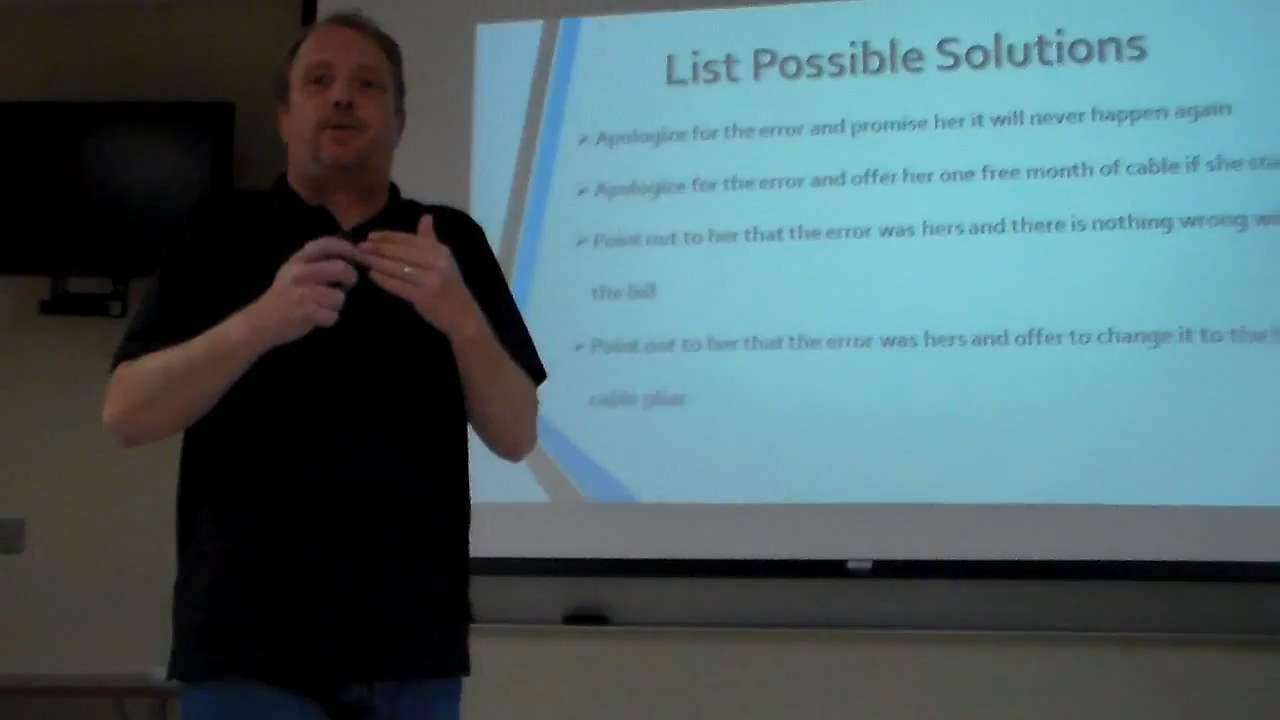 List Possible Solutions
Apologize for the error and promise her it will never happen again
Apologize for the error and offer her one free month of cable if she
Point out to her that the error was hers and there is nothing wrong
the bill
Point out to her that the error was hers and offer to change it to the
cable plan